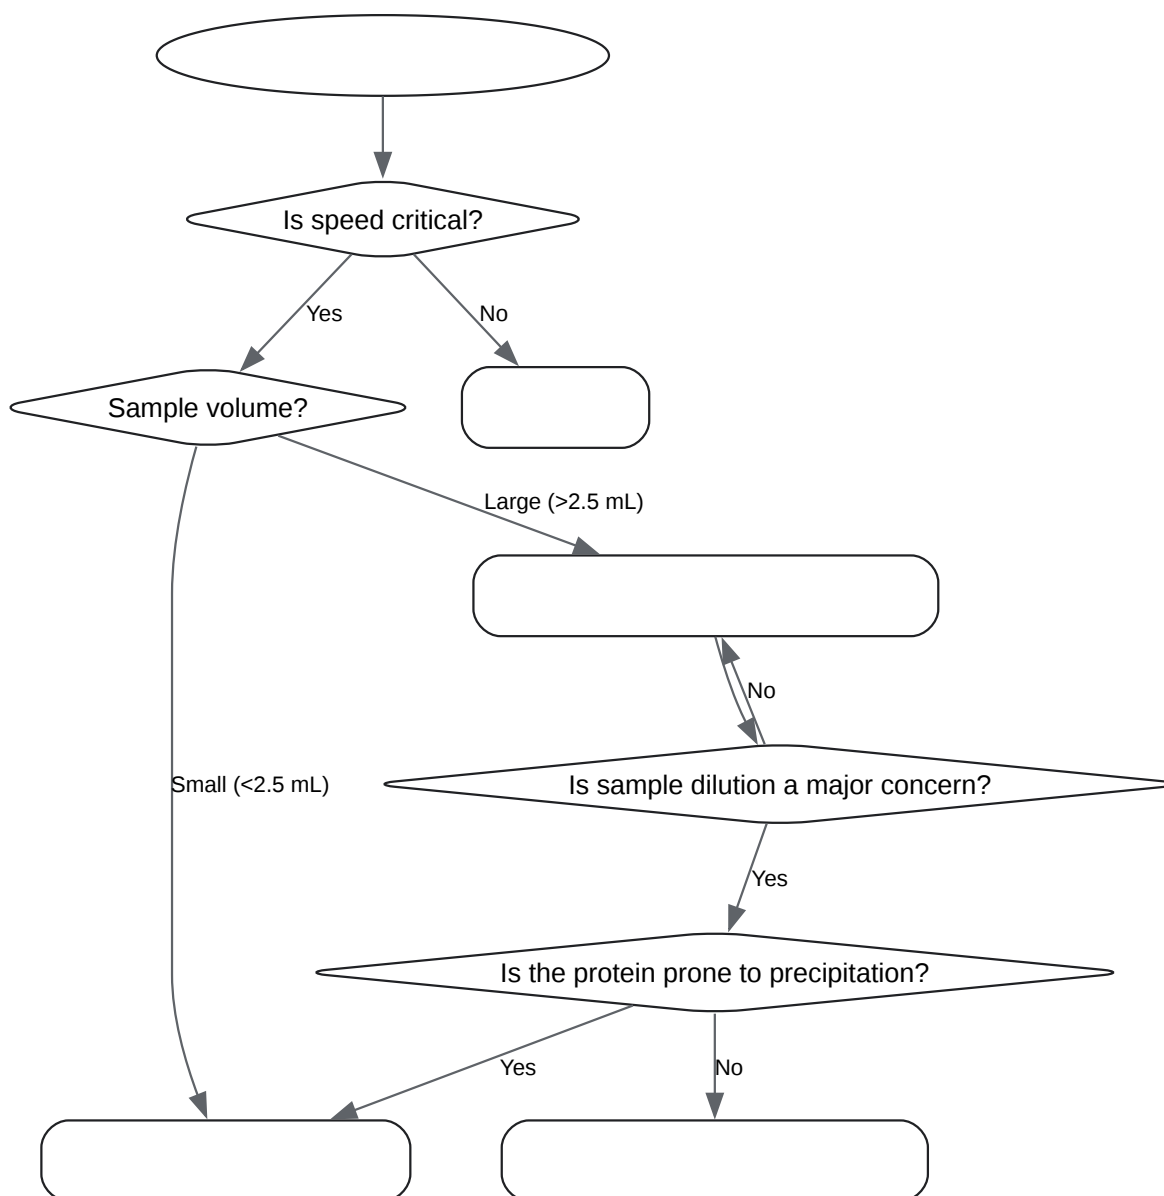 Is speed critical?
Yes
No
Sample volume?
Large (>2.5 mL)
No
Small (<2.5 mL)
Is sample dilution a major concern?
Yes
Is the protein prone to precipitation?
Yes
No